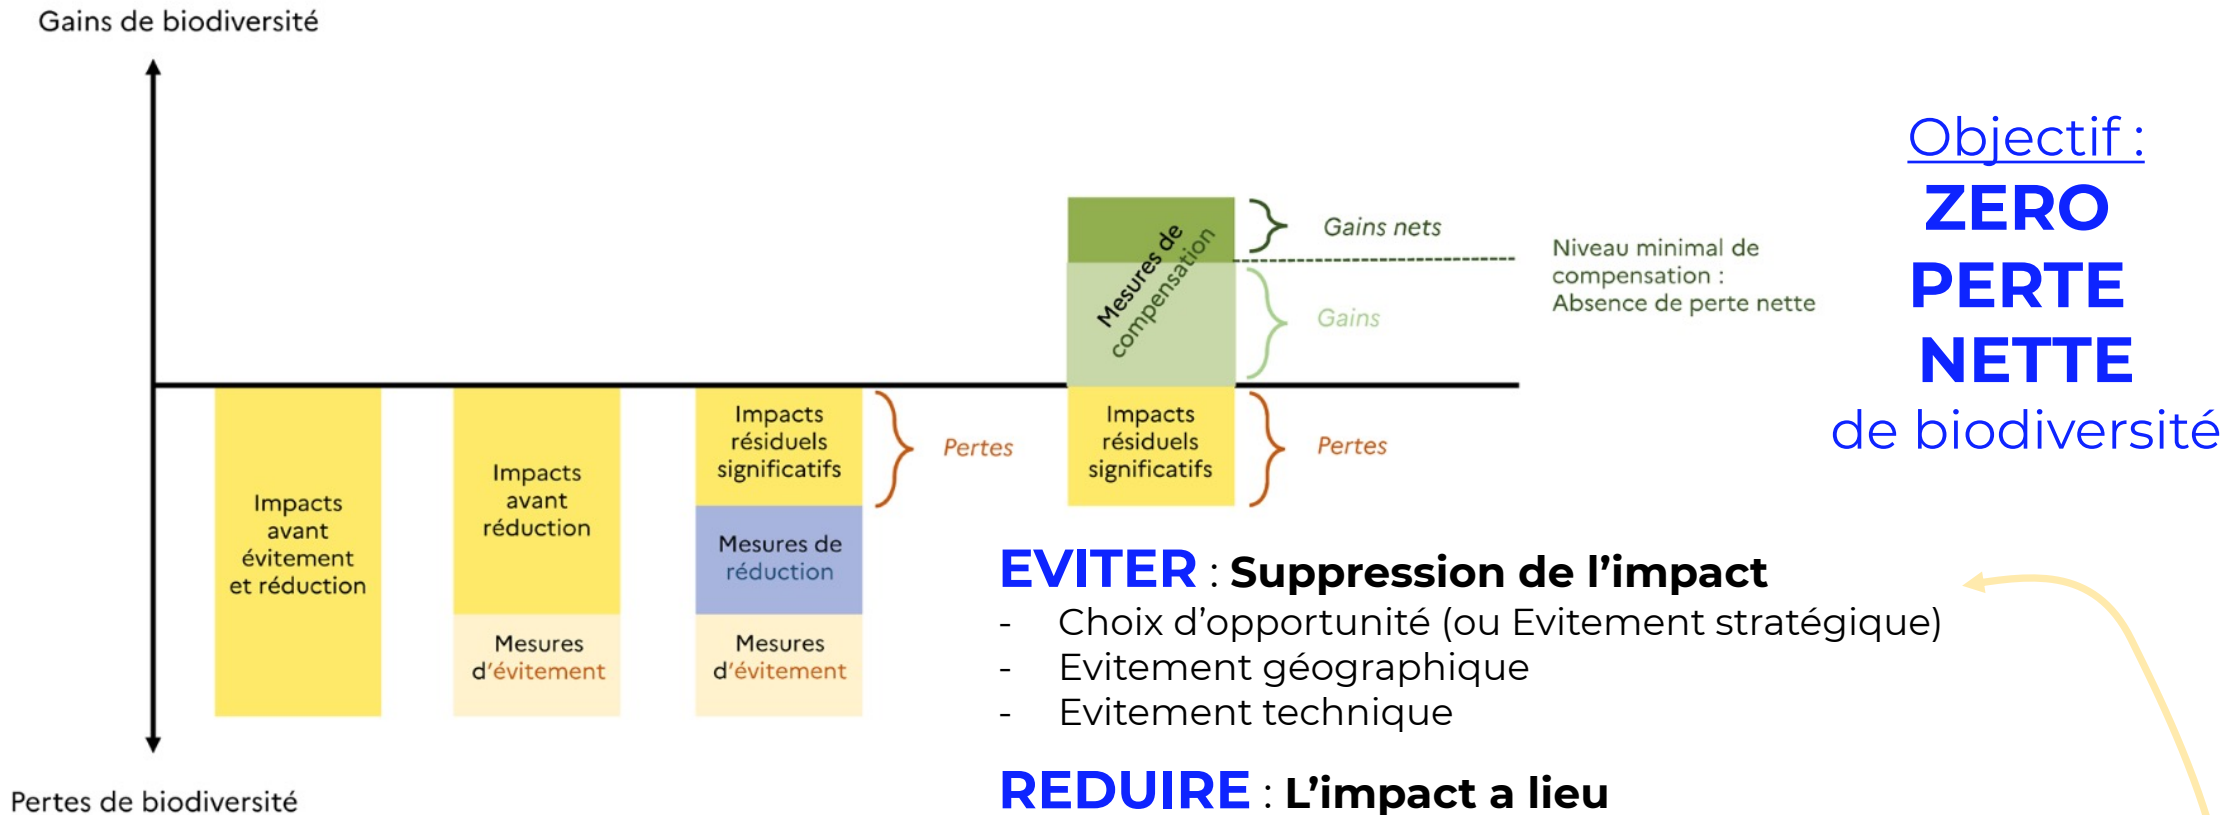 Gains de biodiversité
Objectif :
ZERO
PERTE
NETTE
de biodiversité
Mesures de
compensation
Gains nets
Gains
Niveau minimal de
compensation :
Absence de perte nette
Impacts
avant
évitement
et réduction
Impacts
avant
réduction
Mesures
d'évitement
Impacts
résiduels
significatifs
Pertes
Mesures de
réduction
Mesures
d'évitement
Impacts
résiduels
significatifs
Pertes
EVITER : Suppression de l’impact
- Choix d’opportunité (ou Evitement stratégique)
- Evitement géographique
- Evitement technique
REDUIRE : L’impact a lieu
Pertes de biodiversité